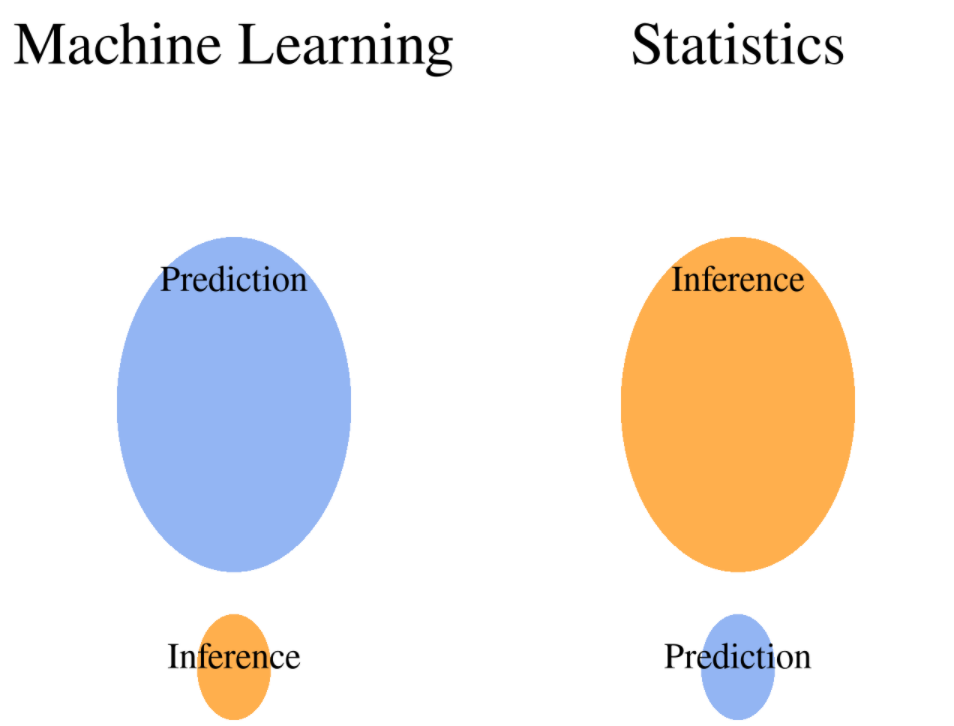 Machine Learning
Statistics
Prediction
Inference
Inference
Prediction